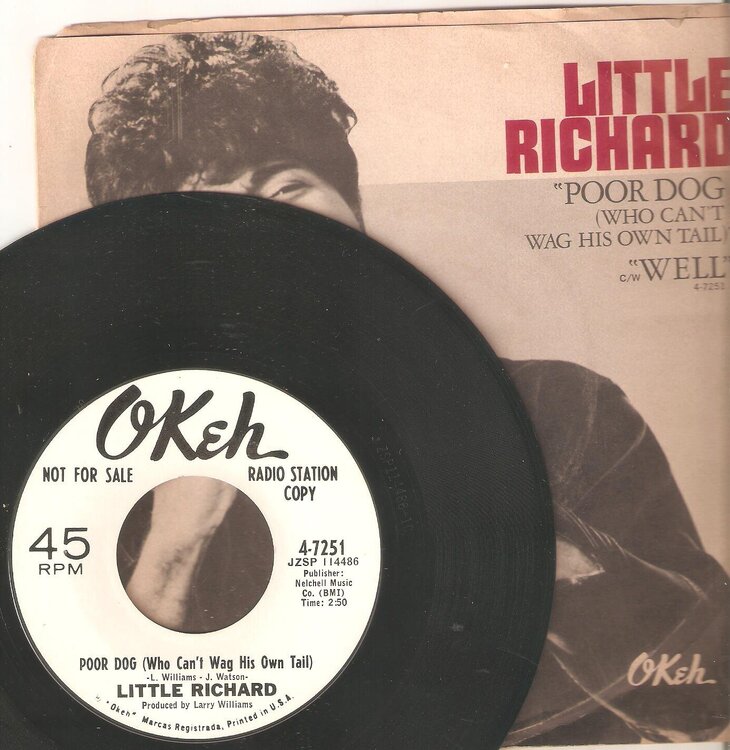 LITTLE
RICHARD
"POOR DOG
(WHO CAN'T
WAG HIS OWN TAIL)"
C/W "WELL"
4-7251
OKeh
OKeh
NOT FOR SALE
RADIO STATION
COPY
45
RPM
4-7251
JZSP 114486
Publisher:
Nelchell Music
Co. (BMI)
Time: 2:50
POOR DOG (Who Can't Wag His Own Tail)
-L. Williams - J. Watson-
LITTLE RICHARD
Produced by Larry Williams
"Okeh" Marcas Registrada. Printed in U.S.A.